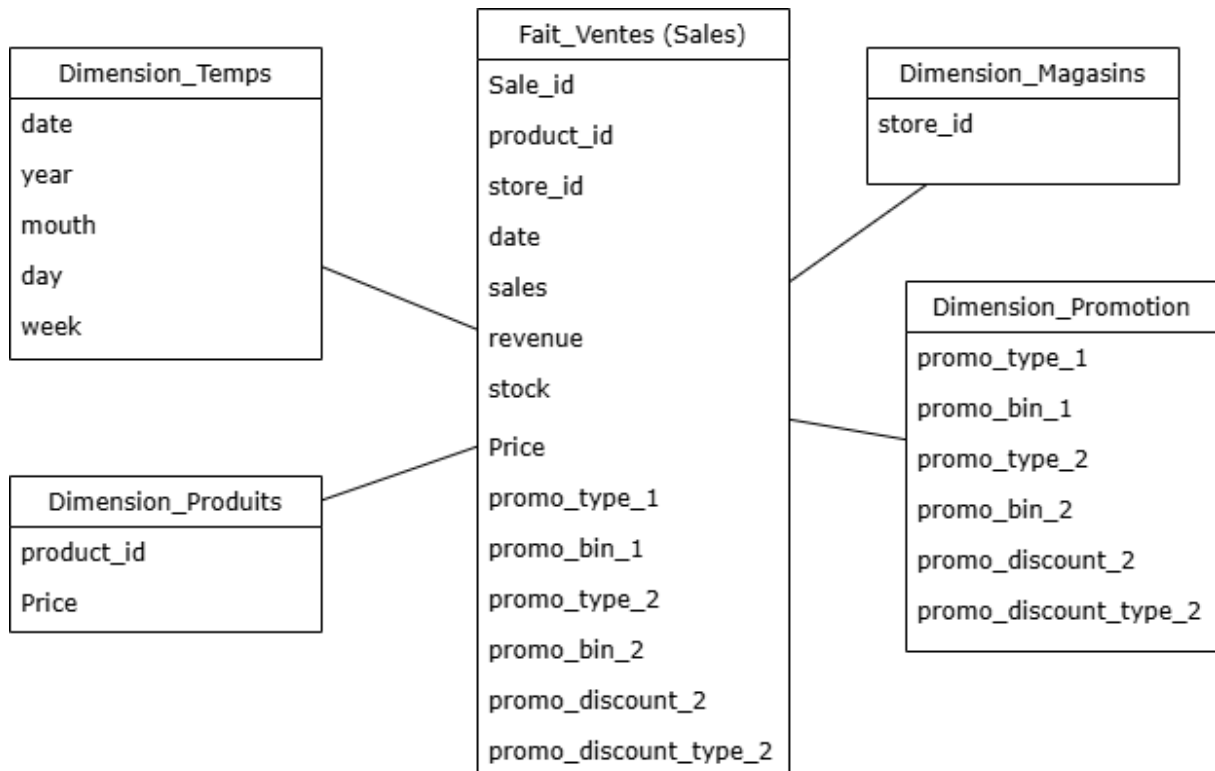 Dimension_Temps
date
year
mouth
day
week
Dimension_Produits
product_id
Price
Fait_Ventes (Sales)
Sale_id
product_id
store_id
date
sales
revenue
stock
Price
promo_type_1
promo_bin_1
promo_type_2
promo_bin_2
promo_discount_2
promo_discount_type_2
Dimension_Magasins
store_id
Dimension_Promotion
promo_type_1
promo_bin_1
promo_type_2
promo_bin_2
promo_discount_2
promo_discount_type_2